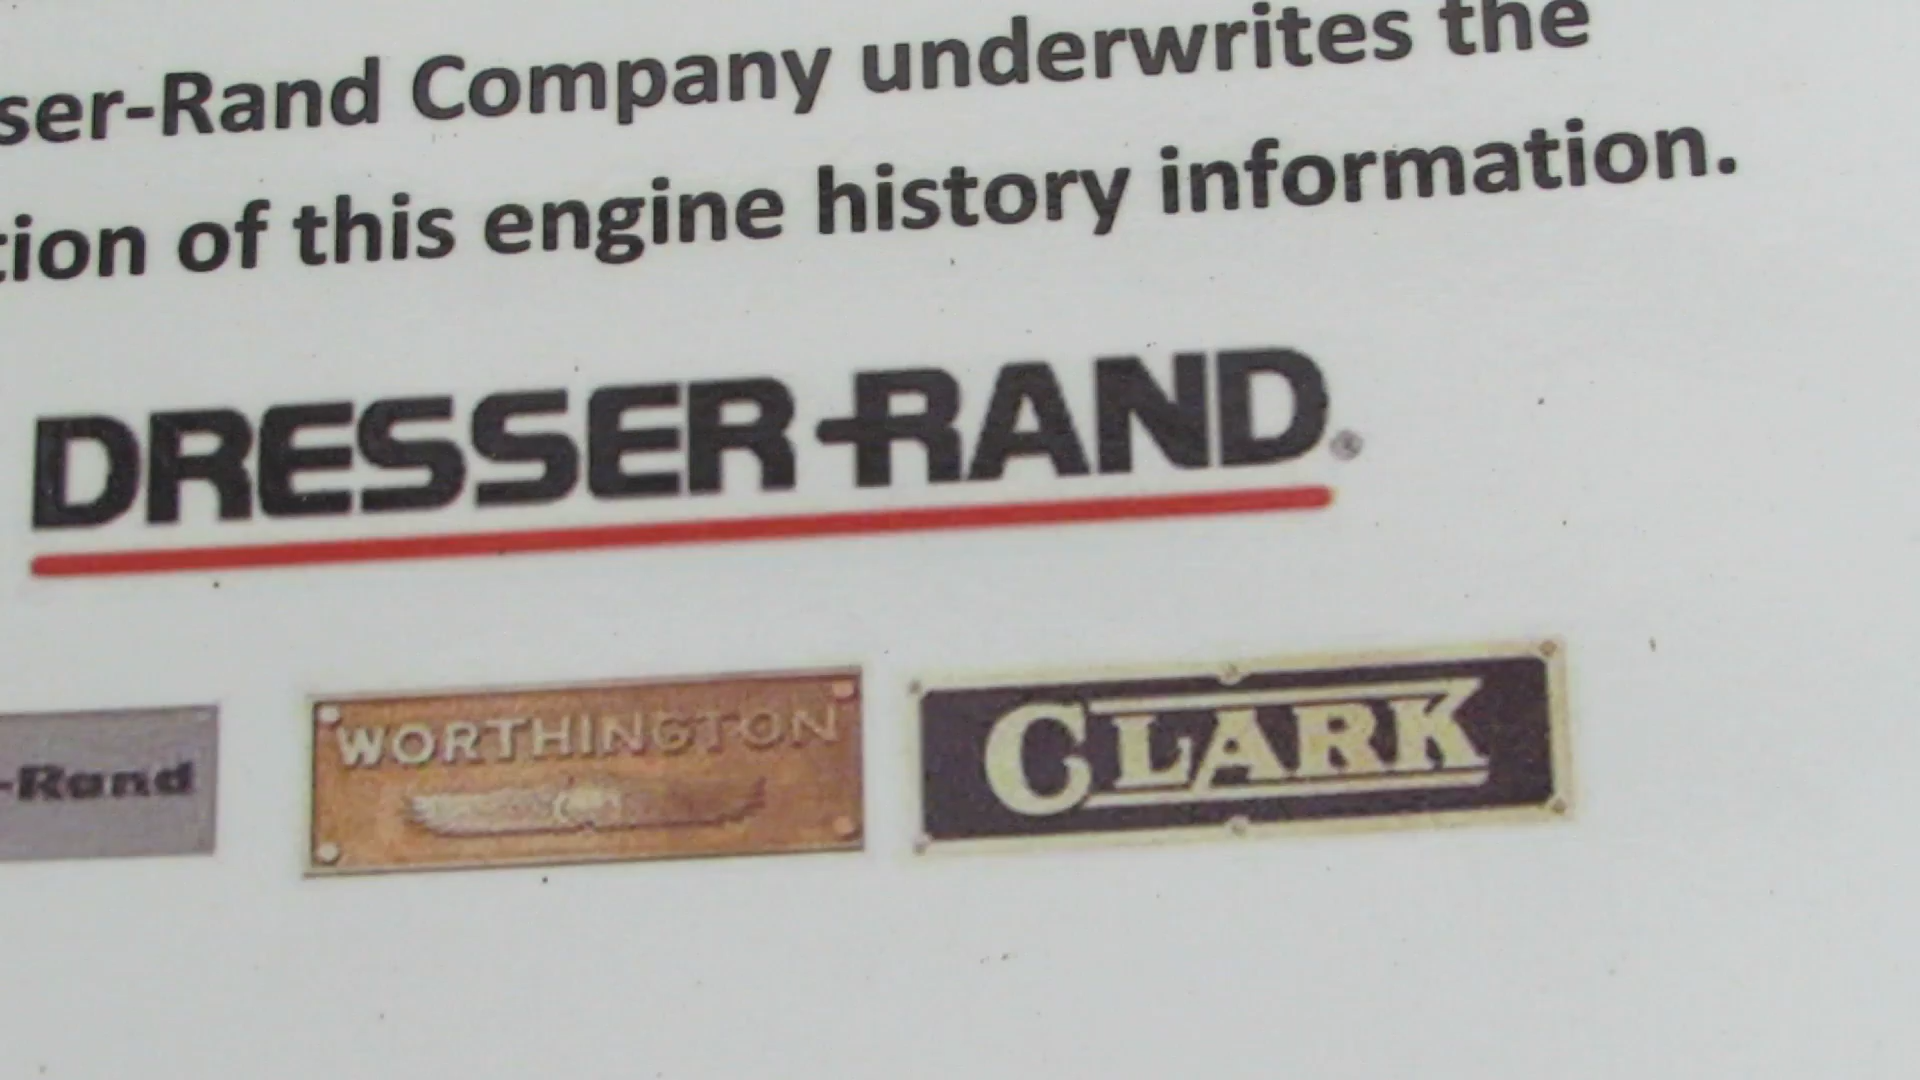 ser-Rand Company underwrites the
tion of this engine history information.
DRESSER-RAND®
-Rand
WORTHINGTON
CLARK